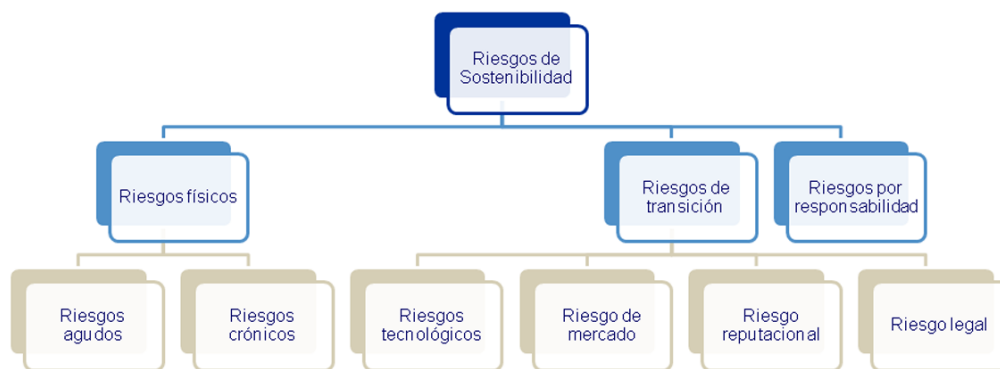 Riesgos de
Sostenibilidad
Riesgos físicos
Riesgos de
transición
Riesgos por
responsabilidad
Riesgos
agudos
Riesgos
crónicos
Riesgos
tecnológicos
Riesgo de
mercado
Riesgo
reputacional
Riesgo legal